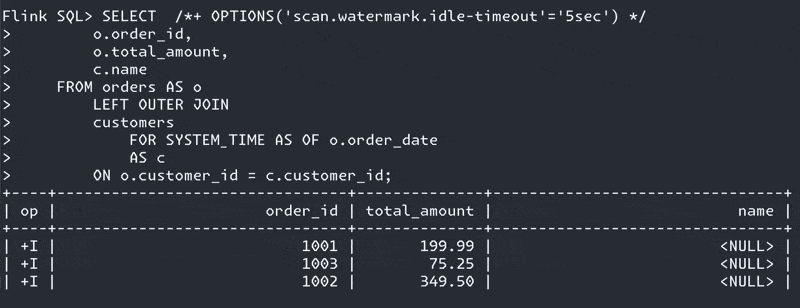 Flink SQL> SELECT  /*+ OPTIONS('scan.watermark.idle-timeout'='5sec') */
>         o.order_id,
>         o.total_amount,
>         c.name
>     FROM orders AS o
>         LEFT OUTER JOIN
>         customers
>             FOR SYSTEM_TIME AS OF o.order_date
>             AS c
>         ON o.customer_id = c.customer_id;
+----+--------------------------------+--------------+--------------------------------+
| op |                       order_id | total_amount |                           name |
+----+--------------------------------+--------------+--------------------------------+
| +I |                           1001 |       199.99 |                         <NULL> |
| +I |                           1003 |        75.25 |                         <NULL> |
| +I |                           1002 |       349.50 |                         <NULL> |